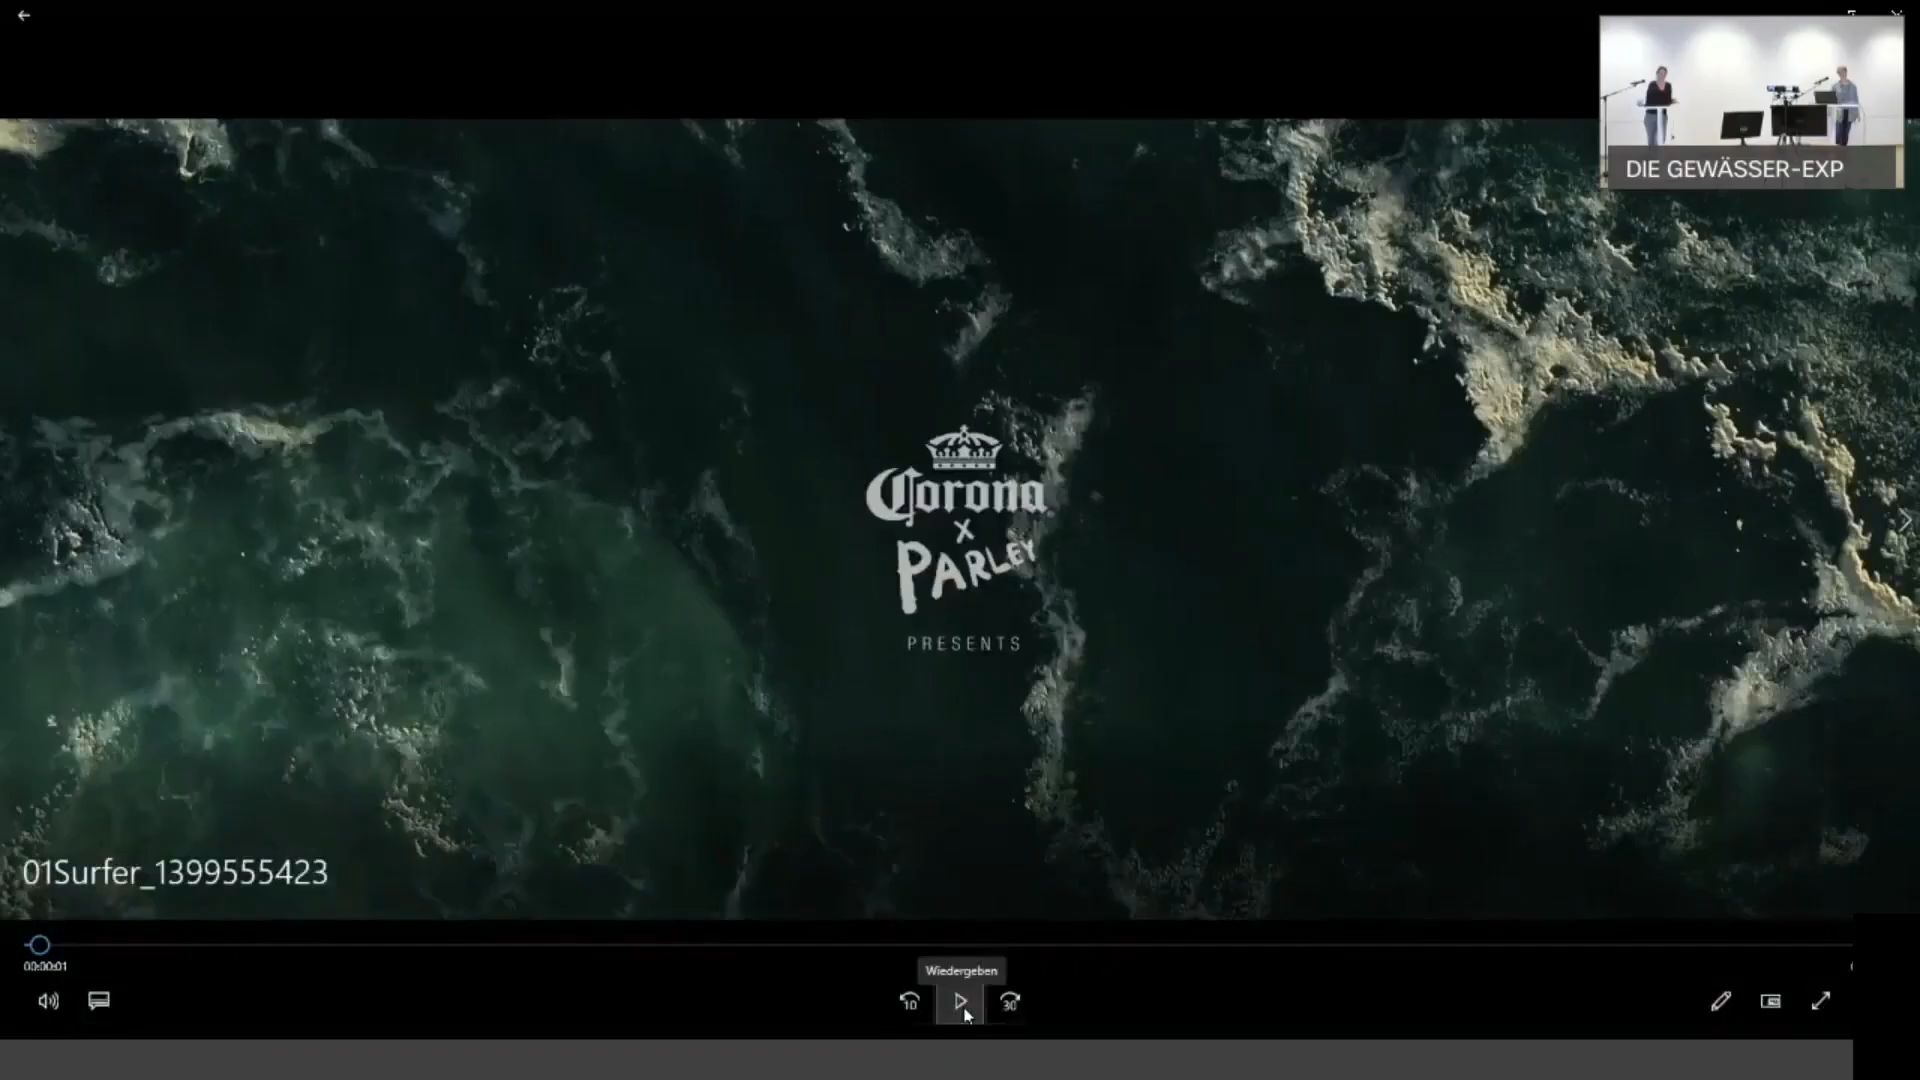 DIE GEWÄSSER-EXP
Corona
X
PARLEY
PRESENTS
01Surfer_1399555423
00:00:01
Wiedergeben
10
30